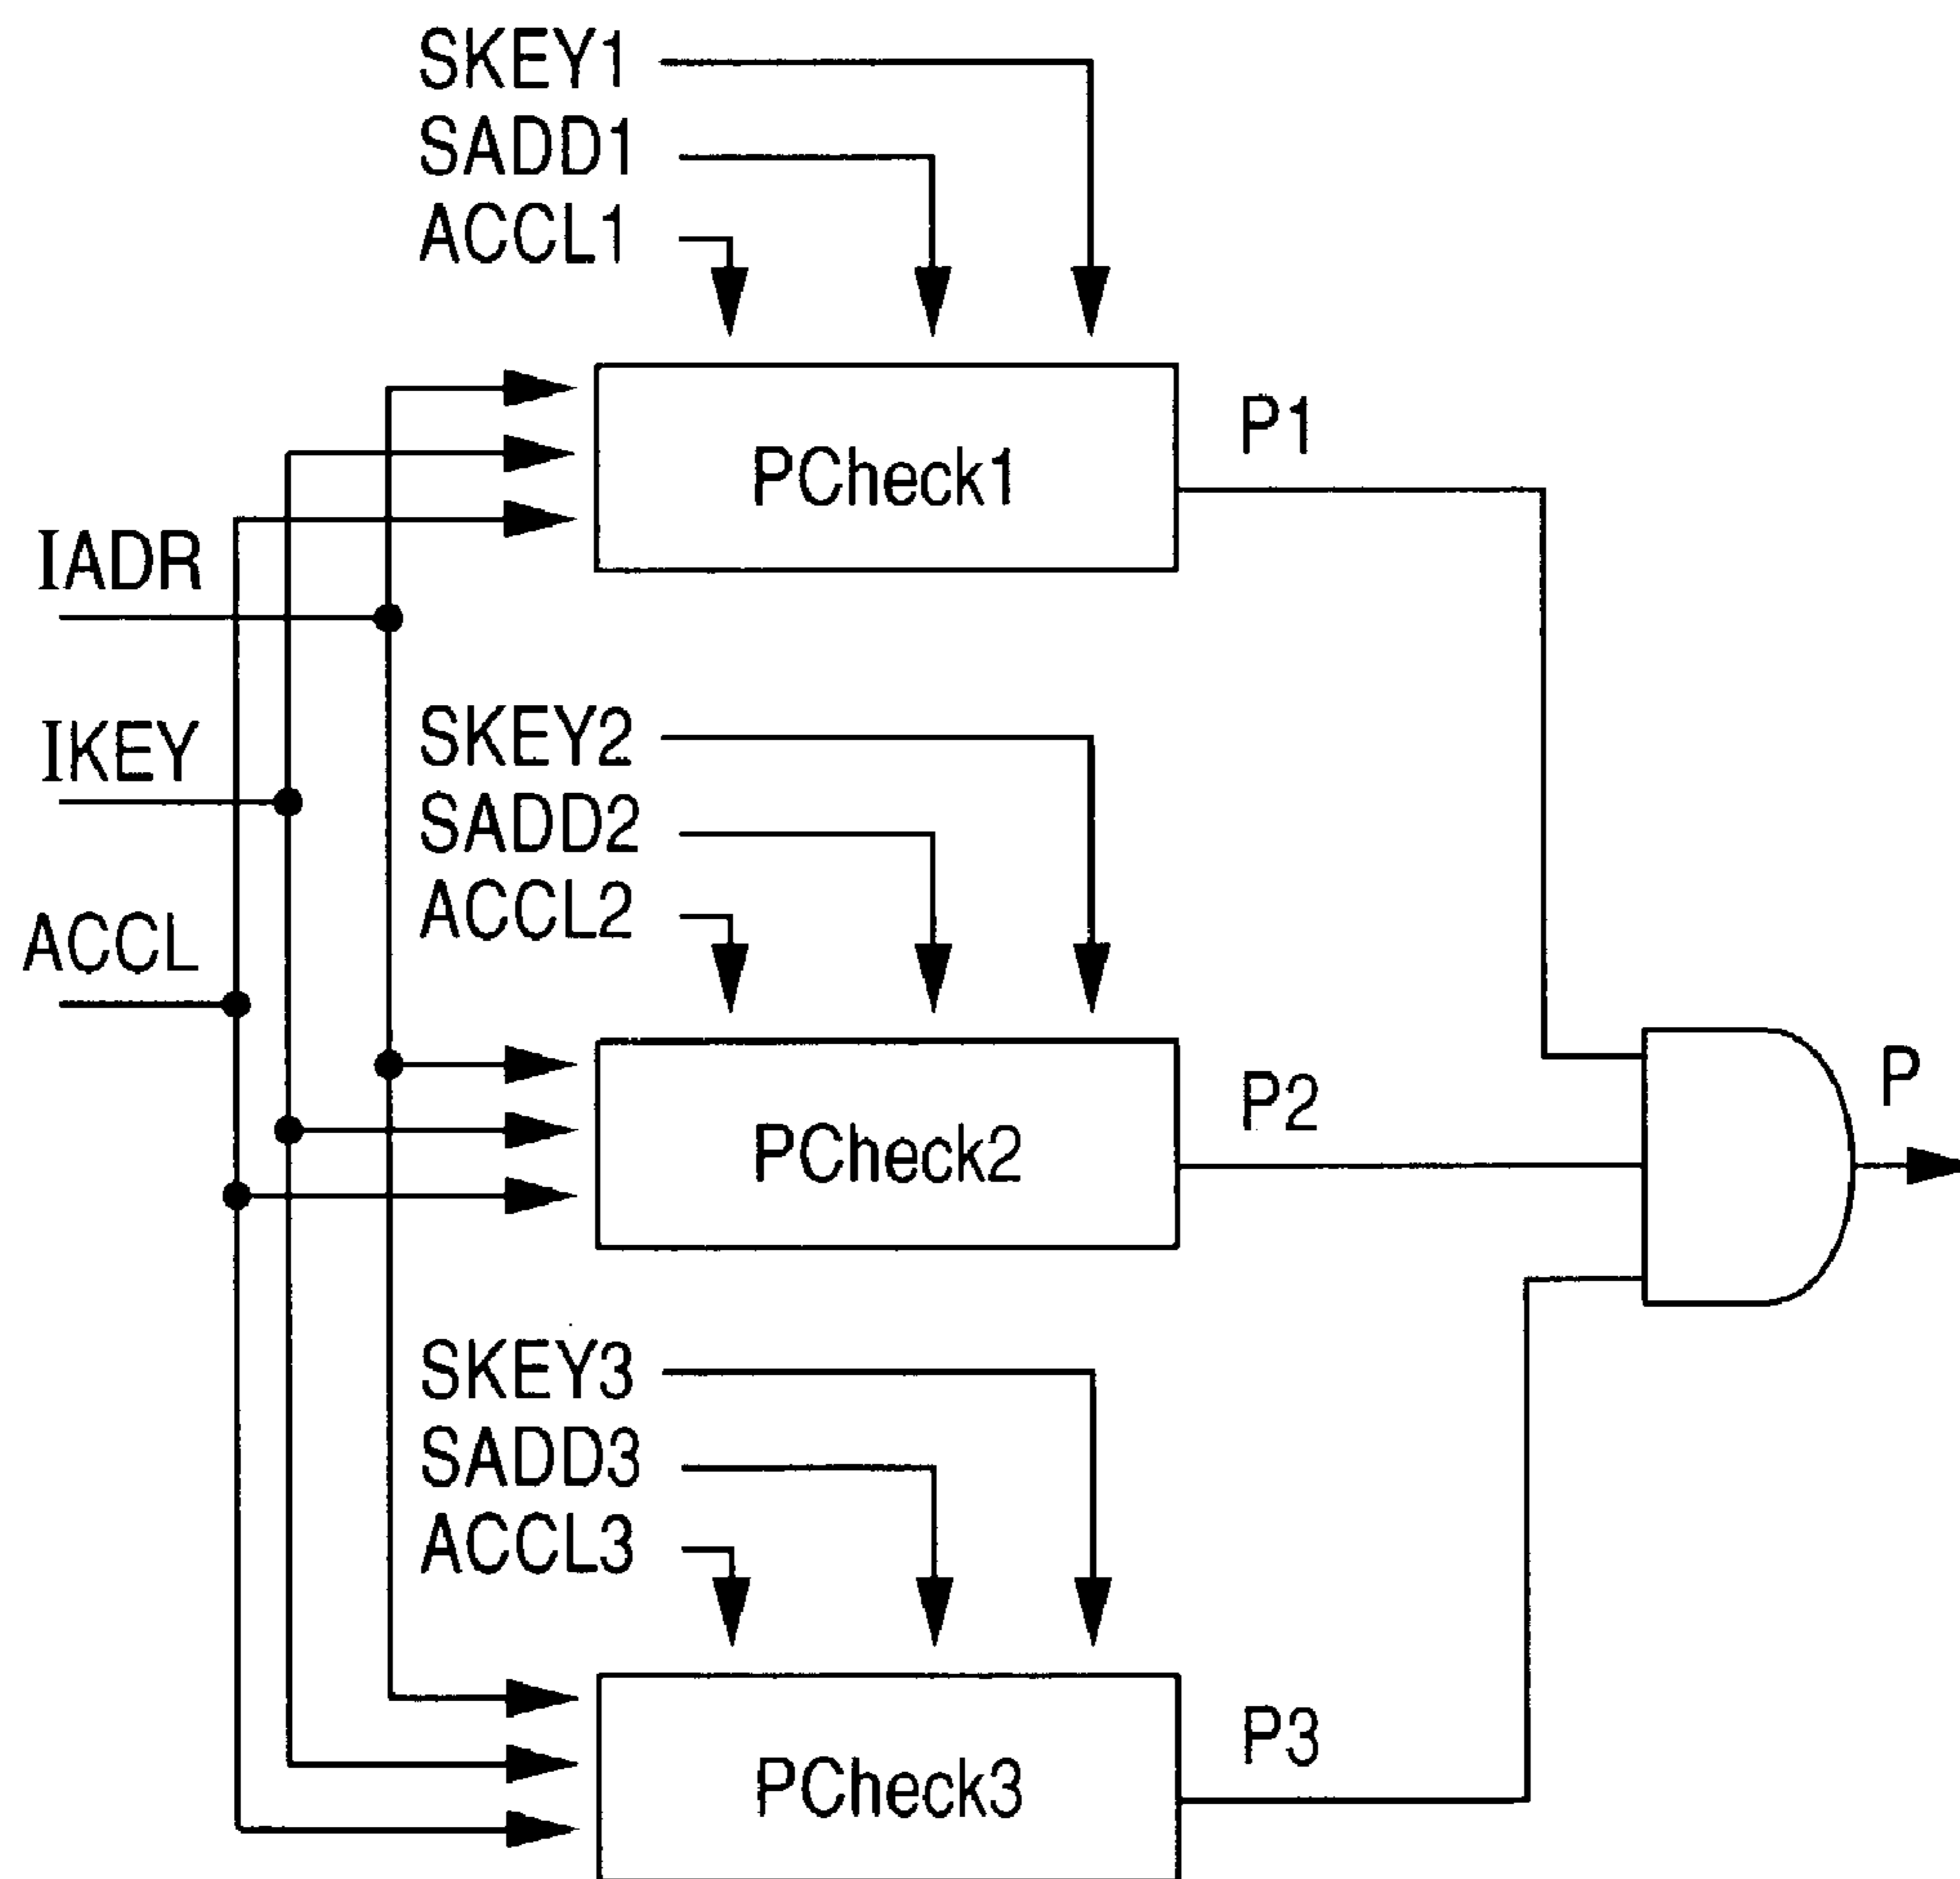 SKEY1
SADD1
ACCL1
PCheck1
P1
IADR
IKEY
ACCL
SKEY2
SADD2
ACCL2
PCheck2
P2
P
SKEY3
SADD3
ACCL3
PCheck3
P3